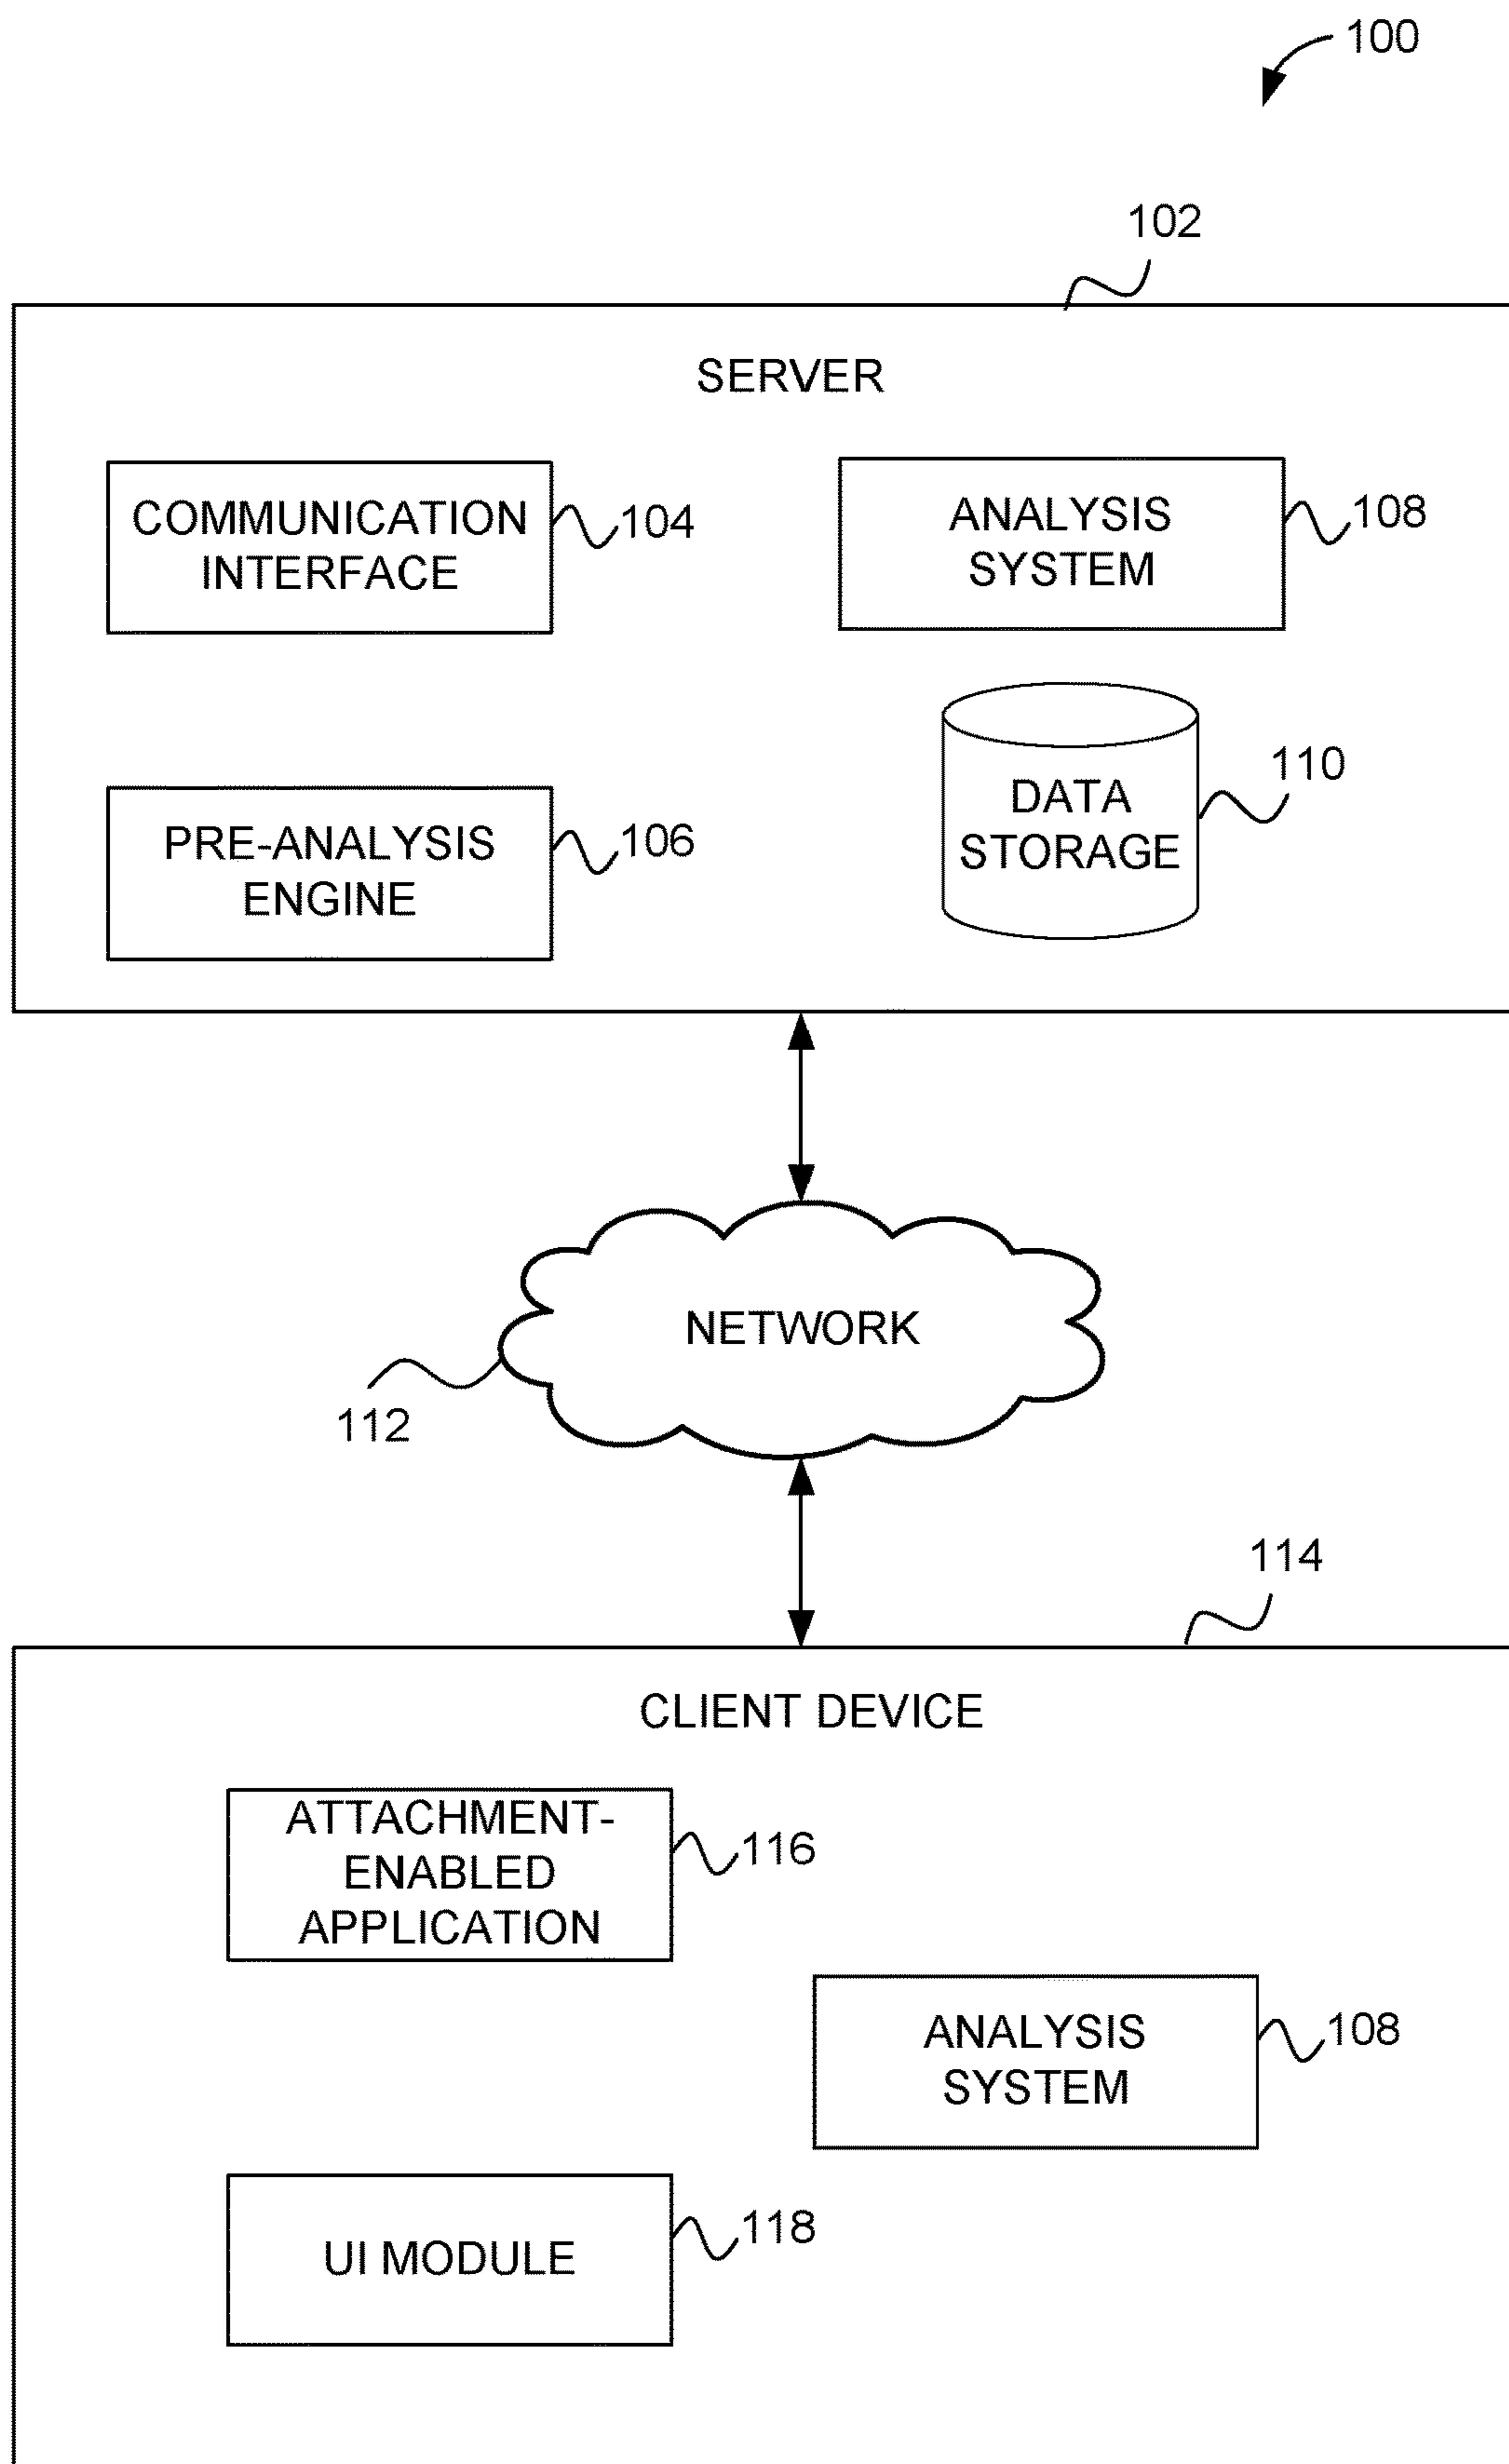 100
102
SERVER
COMMUNICATION
INTERFACE
104
ANALYSIS
SYSTEM
108
PRE-ANALYSIS
ENGINE
106
DATA
STORAGE
110
NETWORK
112
114
CLIENT DEVICE
ATTACHMENT-
ENABLED
APPLICATION
116
ANALYSIS
SYSTEM
108
UI MODULE
118